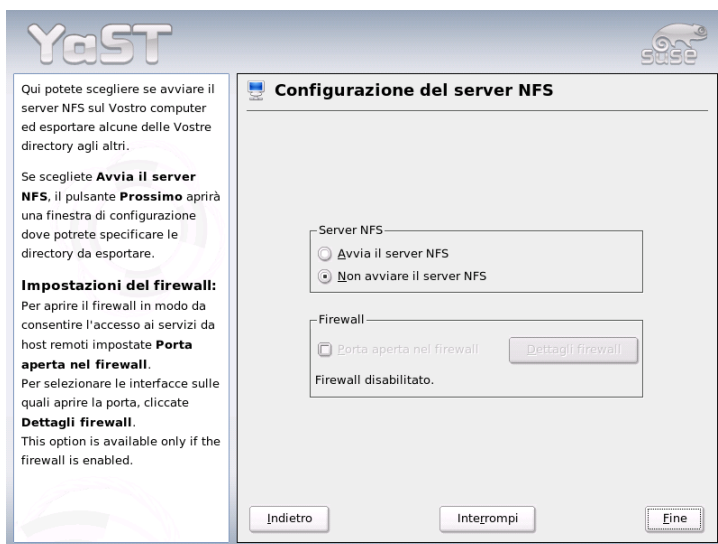 YaST
SUSE
Qui potete scegliere se avviare il
server NFS sul Vostro computer
ed esportare alcune delle Vostre
directory agli altri.
Se scegliete Avvia il server
NFS, il pulsante Prossimo aprirà
una finestra di configurazione
dove potrete specificare le
directory da esportare.
Impostazioni del firewall:
Per aprire il firewall in modo da
consentire l'accesso ai servizi da
host remoti impostate Porta
aperta nel firewall.
Per selezionare le interfacce sulle
quali aprire la porta, cliccate
Dettagli firewall.
This option is available only if the
firewall is enabled.
Configurazione del server NFS
Server NFS
Avvia il server NFS
Non avviare il server NFS
Firewall
Porta aperta nel firewall
Dettagli firewall
Firewall disabilitato.
Indietro
Interrompi
Fine